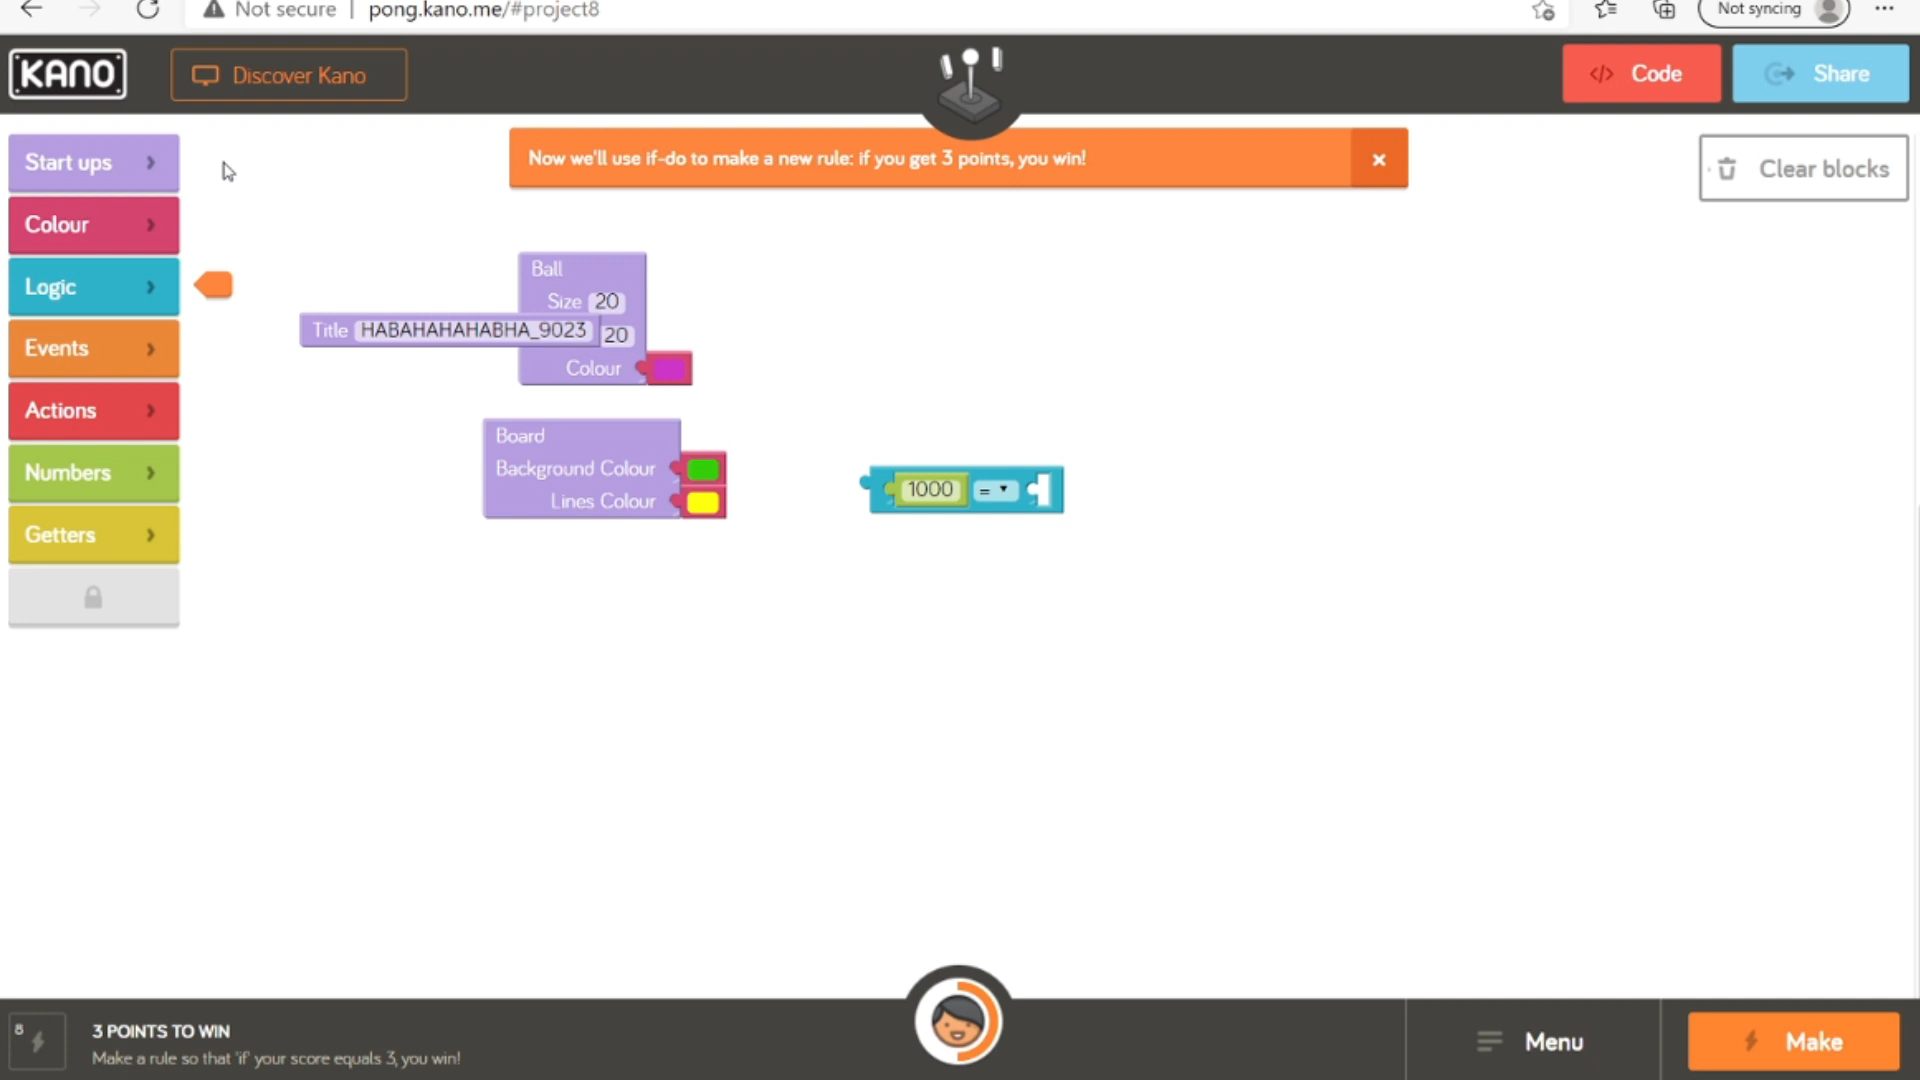 Not secure | pong.kano.me/#project8
Not syncing
KANO
Discover Kano
Code
Share
Start ups
Now we'll use if-do to make a new rule: if you get 3 points, you win!
Clear blocks
Colour
Logic
Events
Actions
Numbers
Getters
Ball
Size 20
Title HABAHAHAHABHA_9023
20
Colour
Board
Background Colour
Lines Colour
1000 =
8
3 POINTS TO WIN
Make a rule so that 'if' your score equals 3, you win!
Menu
Make